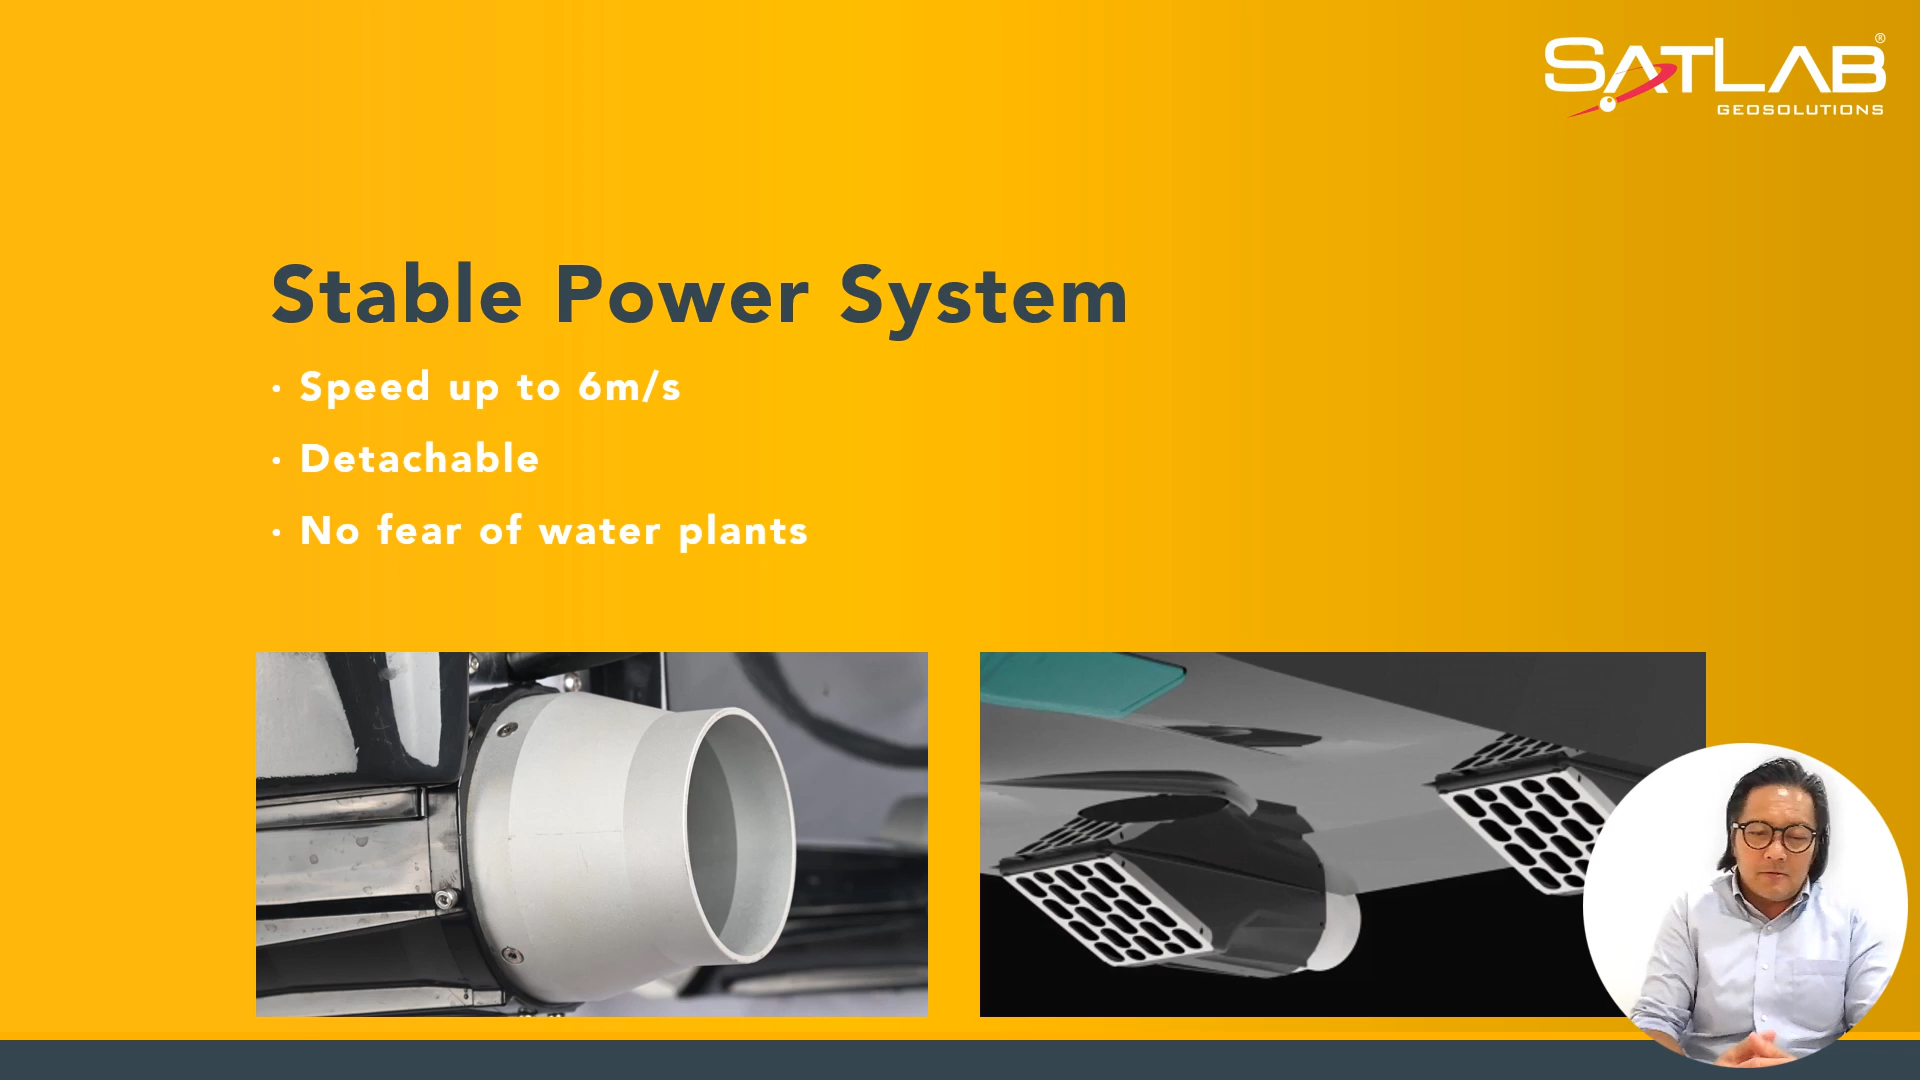 SATLAB®
GEOSOLUTIONS
Stable Power System
· Speed up to 6m/s
· Detachable
· No fear of water plants